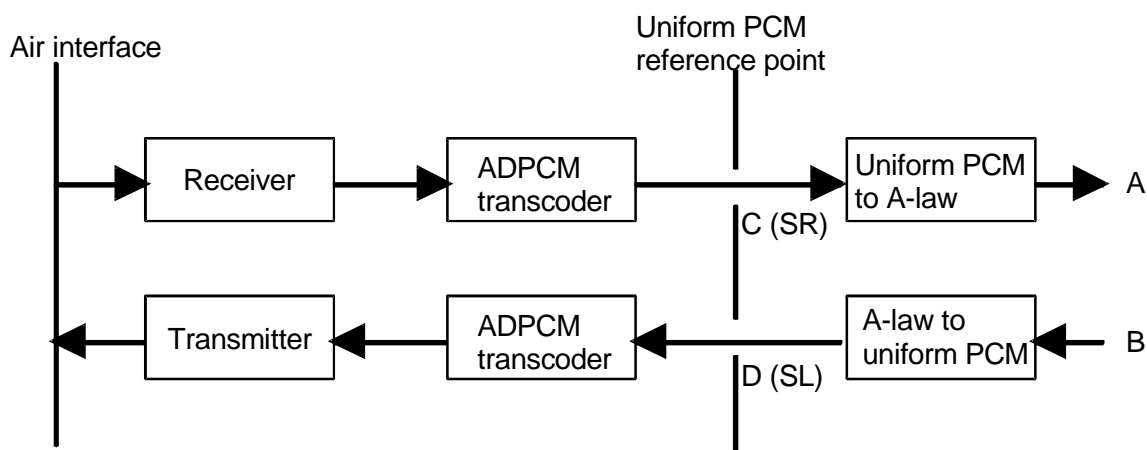 Air interface
Uniform PCM
reference point
Receiver
ADPCM
transcoder
Uniform PCM
to A-law
A
C (SR)
Transmitter
ADPCM
transcoder
A-law to
uniform PCM
B
D (SL)